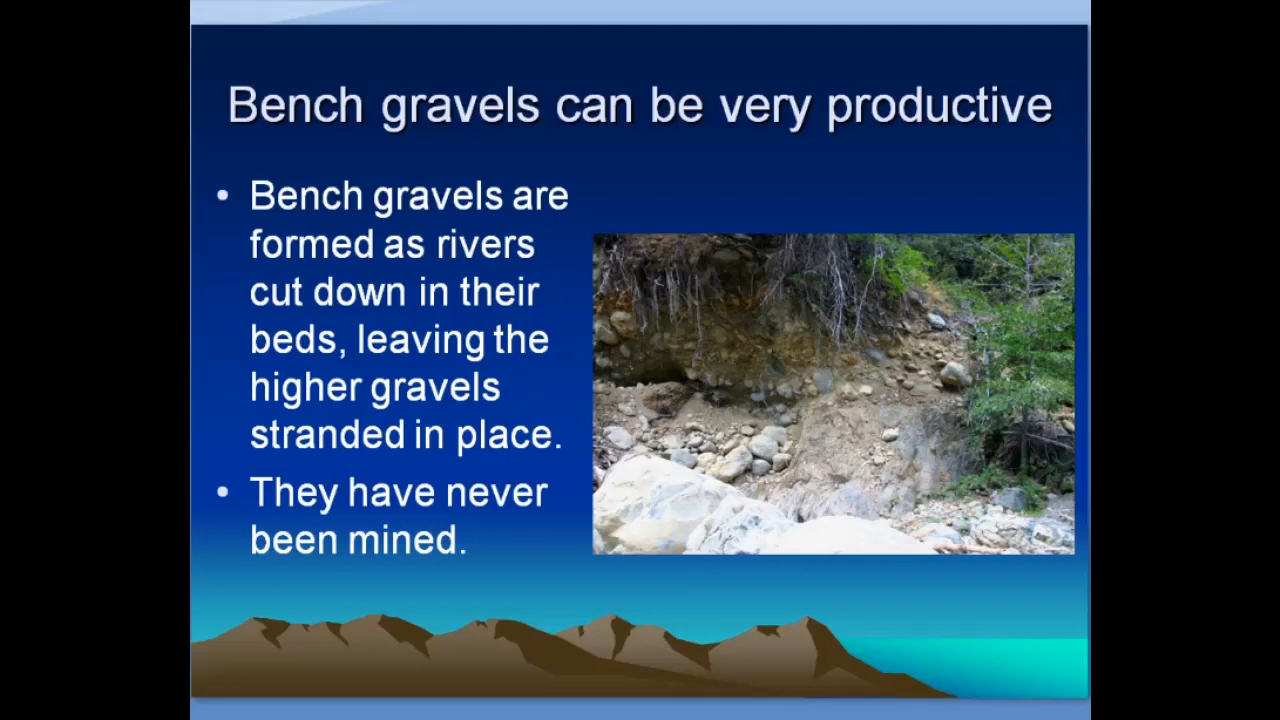 Bench gravels can be very productive
• Bench gravels are
formed as rivers
cut down in their
beds, leaving the
higher gravels
stranded in place.
• They have never
been mined.